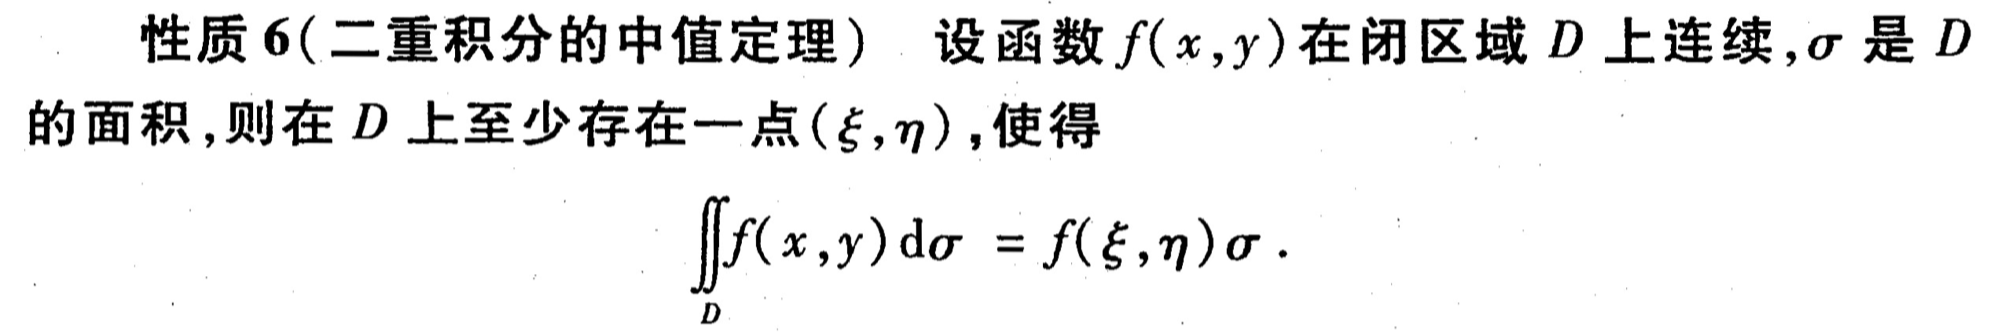 性质 6(二重积分的中值定理) 设函数 f(x,y)在闭区域 D 上连续,σ 是 D
的面积,则在 D 上至少存在一点(ξ,η),使得
∬_D f(x,y)dσ = f(ξ,η)σ.